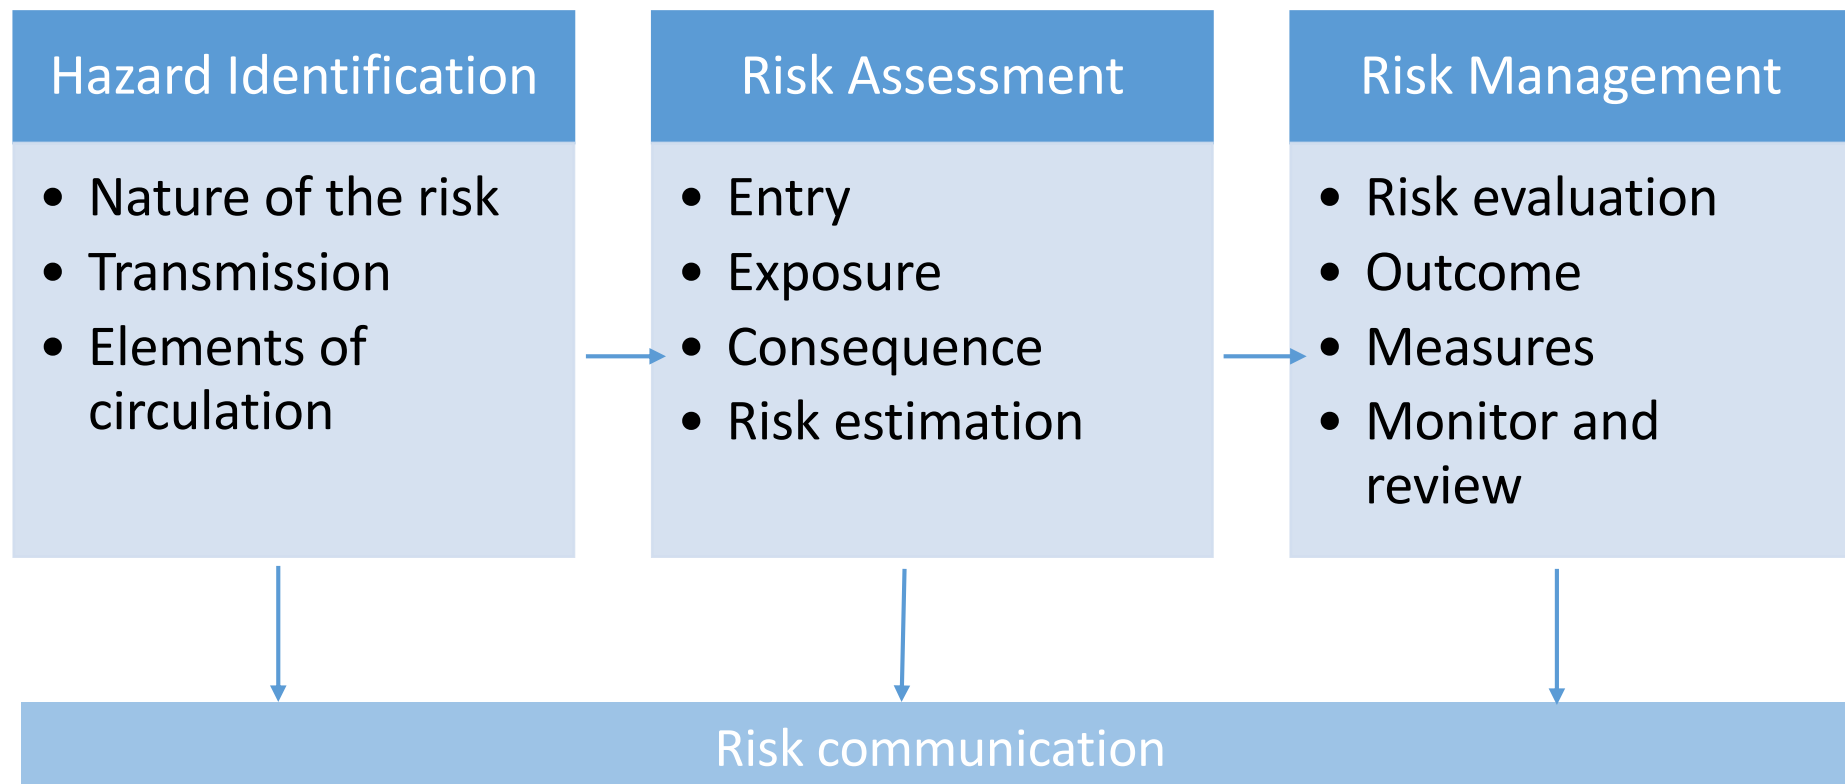 Hazard Identification
• Nature of the risk
• Transmission
• Elements of
circulation
Risk Assessment
• Entry
• Exposure
• Consequence
• Risk estimation
Risk Management
• Risk evaluation
• Outcome
• Measures
• Monitor and
review
Risk communication